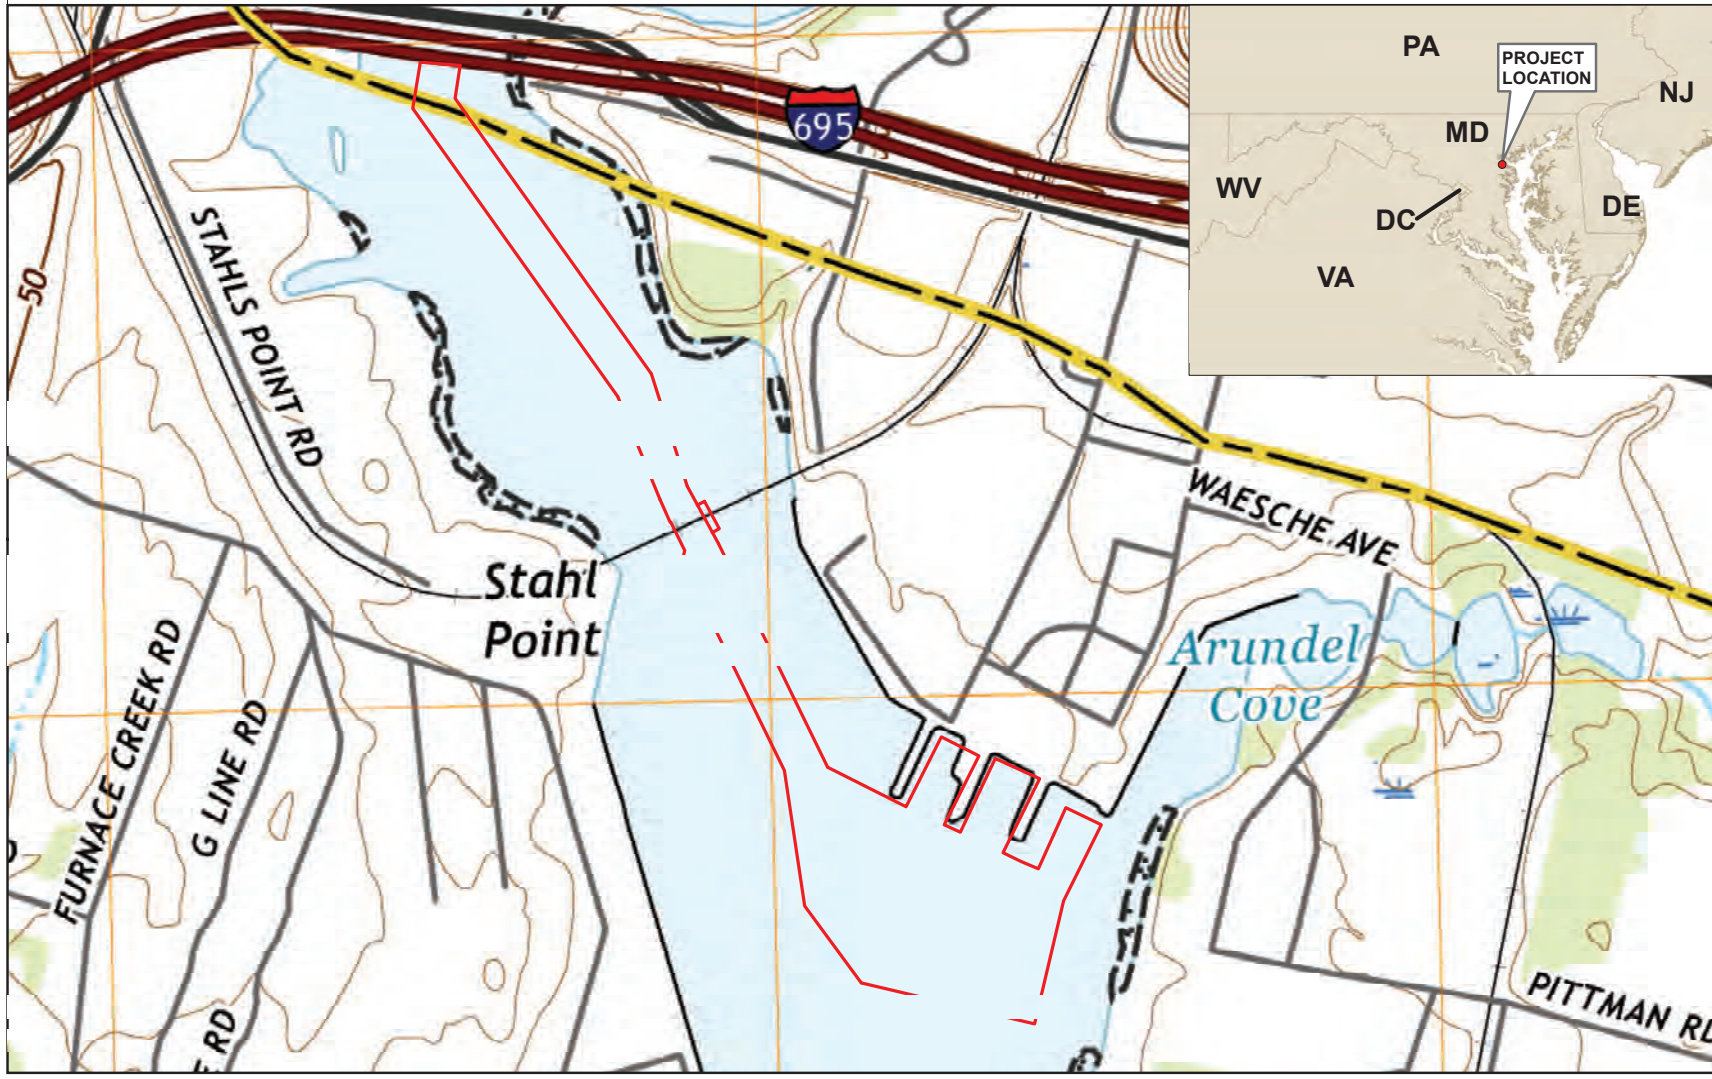 PA
PROJECT
LOCATION
NJ
MD
WV
DC
DE
VA
695
50
STAHLS POINT RD
WAESCHE AVE
Stahl
Point
Arundel
Cove
FURNACE CREEK RD
G LINE RD
PITTMAN RD
RD